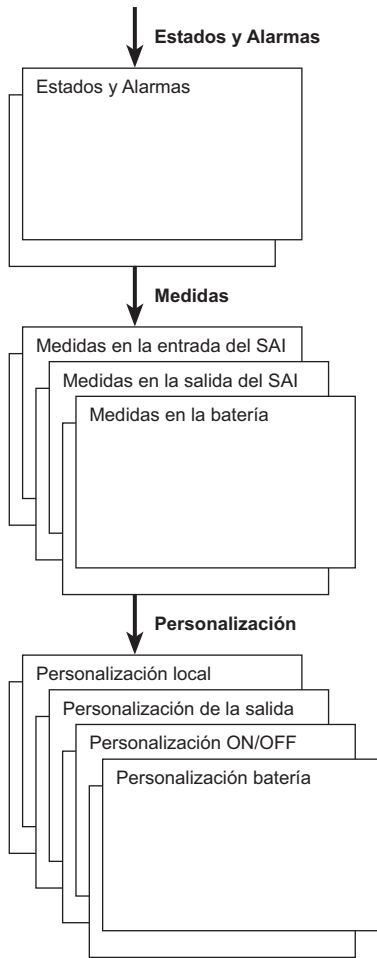 Estados y Alarmas
Estados y Alarmas
Medidas
Medidas en la entrada del SAI
Medidas en la salida del SAI
Medidas en la batería
Personalización
Personalización local
Personalización de la salida
Personalización ON/OFF
Personalización batería